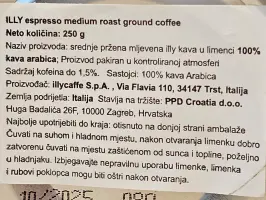 ILLY espresso medium roast ground coffee
Neto količina: 250 g
Naziv proizvoda: srednje pržena mljevena illy kava u limenci 100%
kava arabica; Proizvod pakiran u kontroliranoj atmosferi
Sadržaj kofeina do 1,5%. Sastojci: 100% kava Arabica
Proizvođač: illycaffe S.p.A. , Via Flavia 110, 34147 Trst, Italija
Zemlja podrijetla: Italija Stavlja na tržište: PPD Croatia d.o.o.
Huga Badalića 26F, 10000 Zagreb, Hrvatska
Najbolje upotrijebiti do kraja: otisnuto na donjoj strani ambalaže
Čuvati na suhom i hladnom mjestu, nakon otvaranja limenku dobro
zatvorenu čuvati na mjestu zaštićenom od sunca i topline, poželjno
u hladnjaku. Izbjegavajte nepravilnu uporabu limenke, limenka
i rubovi poklopca mogu biti oštri nakon otvaranja.
10/2025